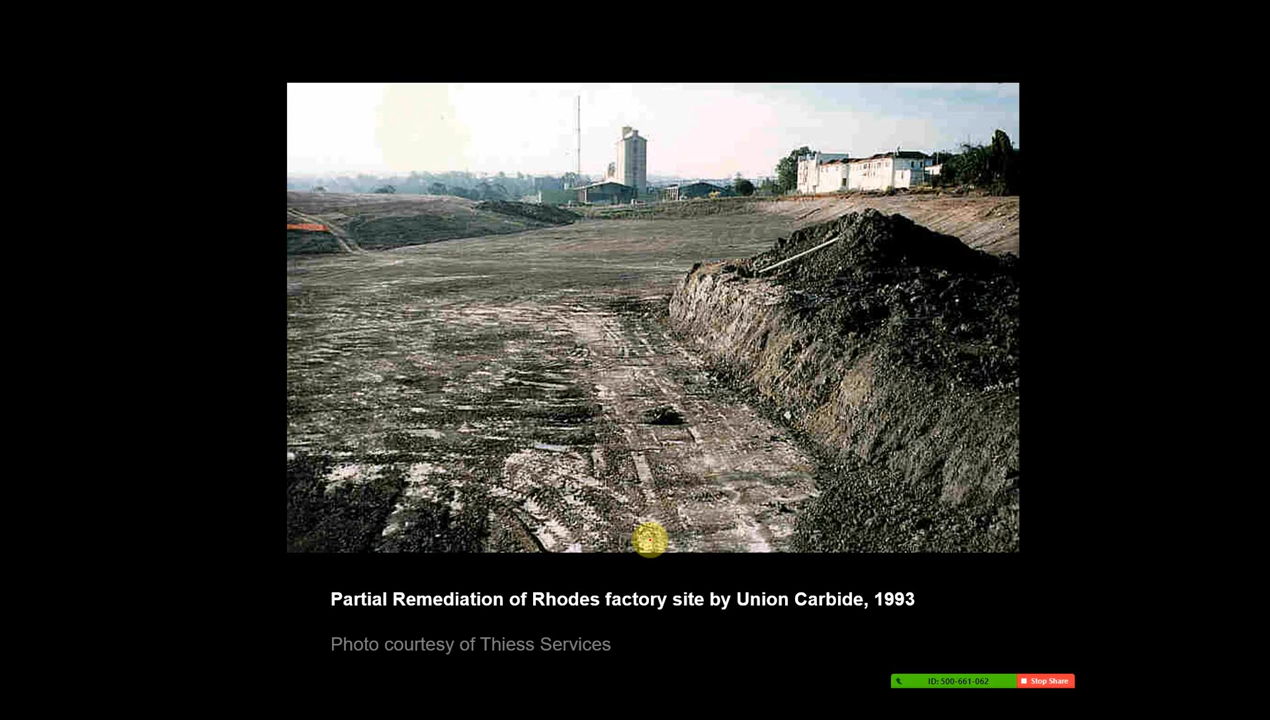 Partial Remediation of Rhodes factory site by Union Carbide, 1993
Photo courtesy of Thiess Services
ID: 500-661-062 Stop Share